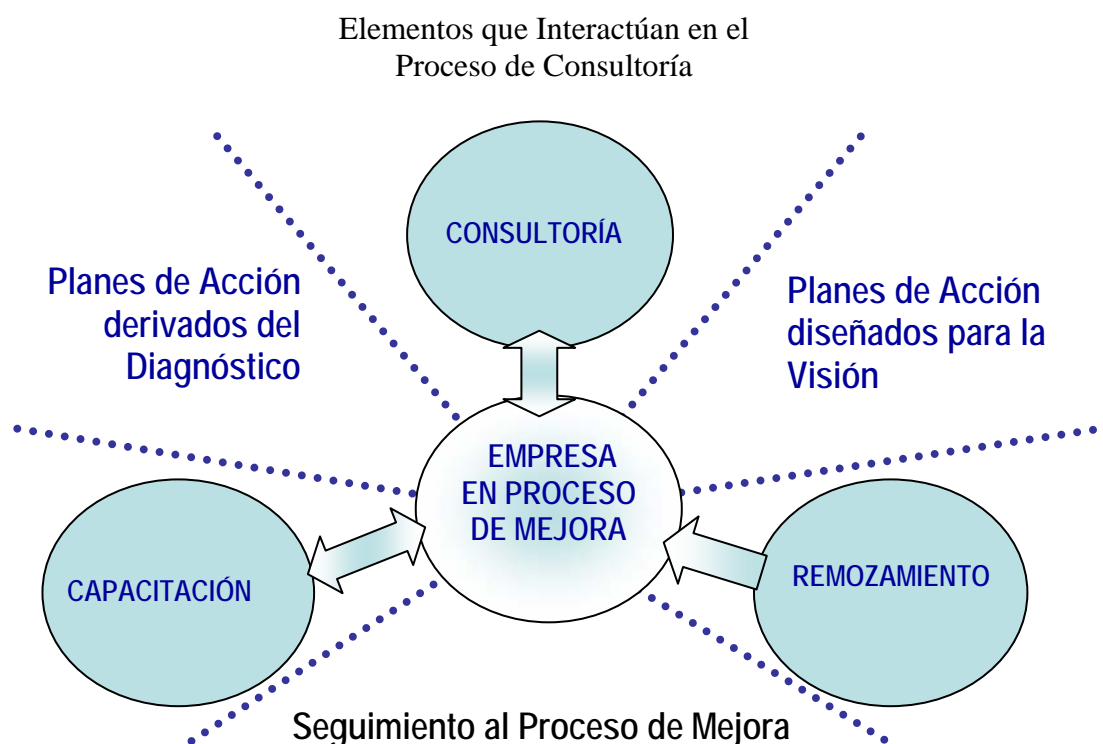 Elementos que Interactúan en el
Proceso de Consultoría
CONSULTORÍA
Planes de Acción
derivados del
Diagnóstico
Planes de Acción
diseñados para la
Visión
EMPRESA
EN PROCESO
DE MEJORA
CAPACITACIÓN
REMOZAMIENTO
Seguimiento al Proceso de Mejora